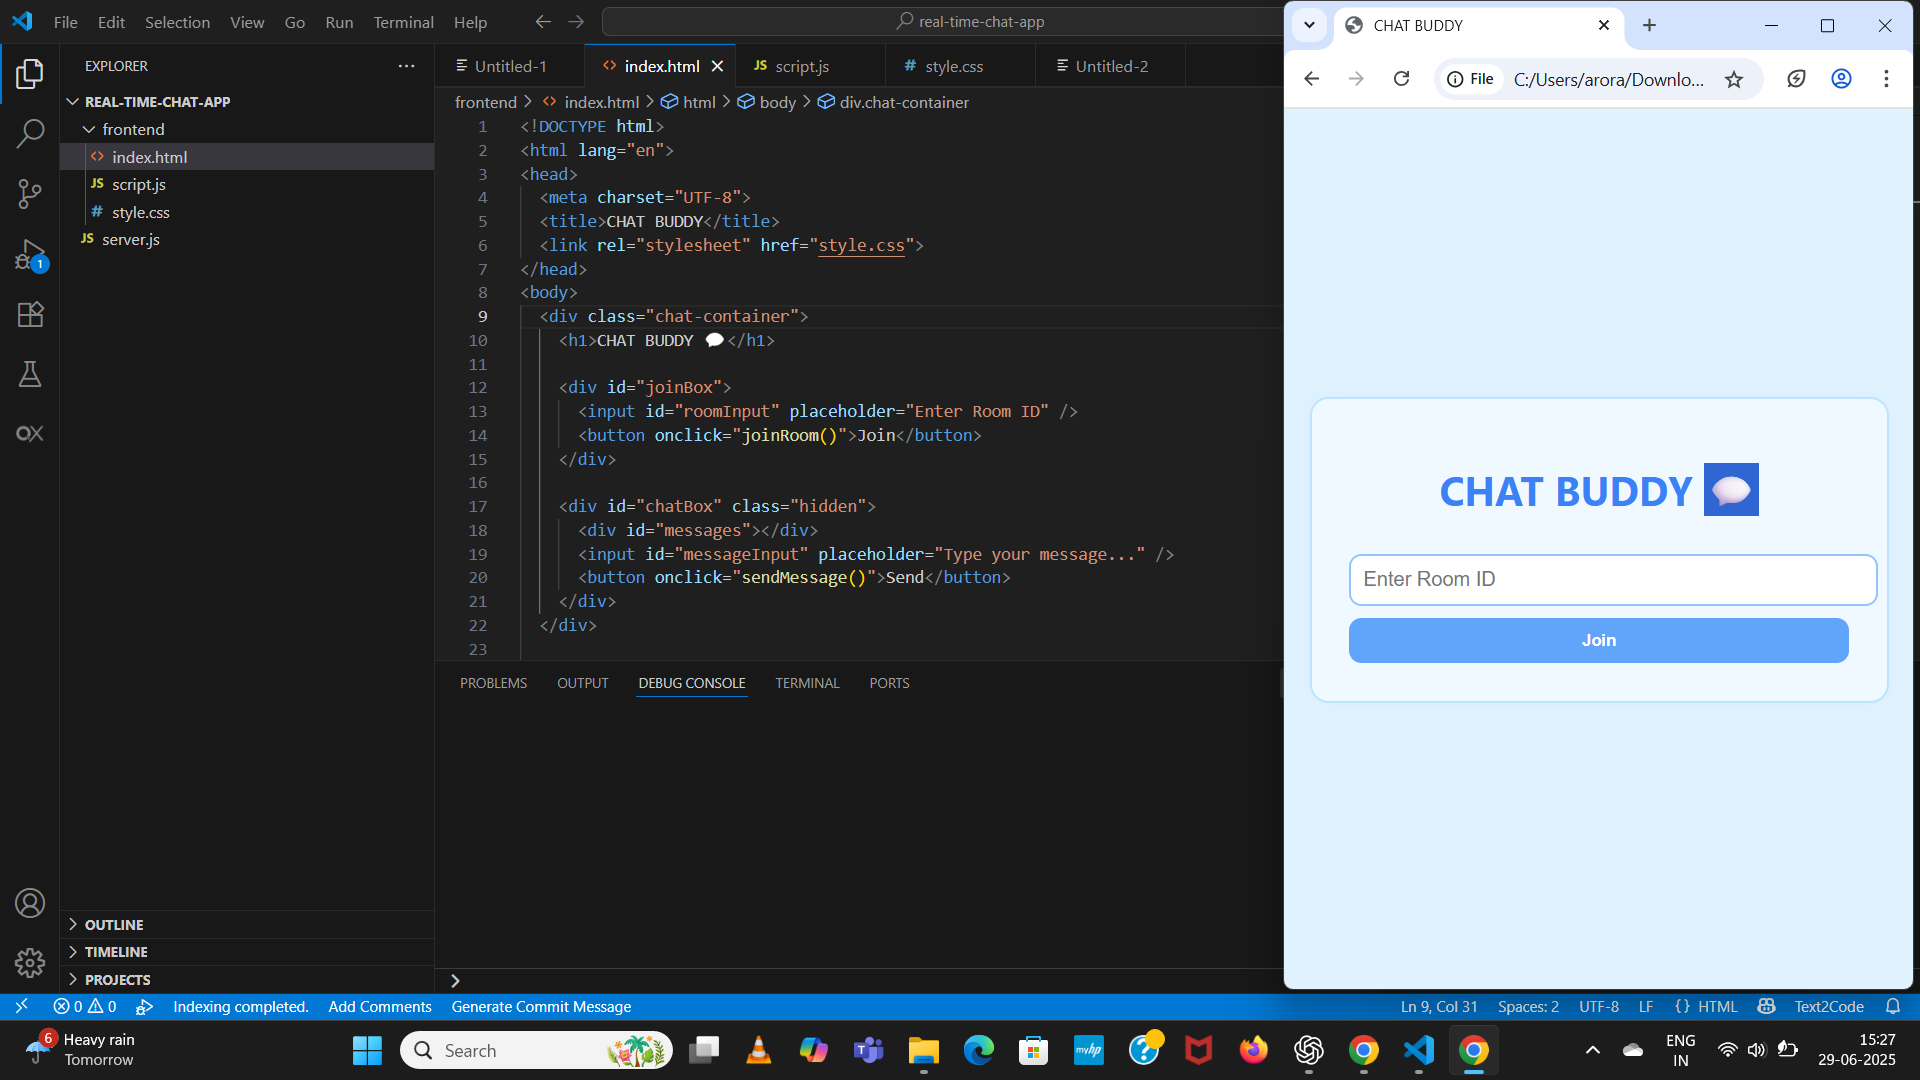 File Edit Selection View Go Run Terminal Help
real-time-chat-app
EXPLORER
REAL-TIME-CHAT-APP
frontend
index.html
JS script.js
# style.css
JS server.js
OUTLINE
TIMELINE
PROJECTS
Untitled-1
index.html
JS script.js
# style.css
Untitled-2
frontend > index.html > html > body > div.chat-container
1 <!DOCTYPE html>
2 <html lang="en">
3 <head>
4 <meta charset="UTF-8">
5 <title>CHAT BUDDY</title>
6 <link rel="stylesheet" href="style.css">
7 </head>
8 <body>
9 <div class="chat-container">
10 <h1>CHAT BUDDY 💬</h1>
11
12 <div id="joinBox">
13 <input id="roomInput" placeholder="Enter Room ID" />
14 <button onclick="joinRoom()">Join</button>
15 </div>
16
17 <div id="chatBox" class="hidden">
18 <div id="messages"></div>
19 <input id="messageInput" placeholder="Type your message..." />
20 <button onclick="sendMessage()">Send</button>
21 </div>
22 </div>
23
PROBLEMS OUTPUT DEBUG CONSOLE TERMINAL PORTS
CHAT BUDDY
File C:/Users/arora/Downlo...
CHAT BUDDY 💬
Enter Room ID
Join
1
0 0 Indexing completed. Add Comments Generate Commit Message
Ln 9, Col 31 Spaces: 2 UTF-8 LF {} HTML Text2Code
6
Heavy rain
Tomorrow
Search
T
myhp
?
ENG
IN
15:27
29-06-2025